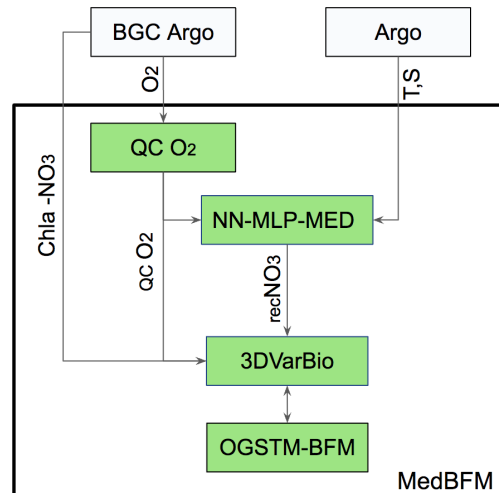 BGC Argo
Argo
O2
T,S
QC O2
Chla -NO3
NN-MLP-MED
QC O2
recNO3
3DVarBio
OGSTM-BFM
MedBFM